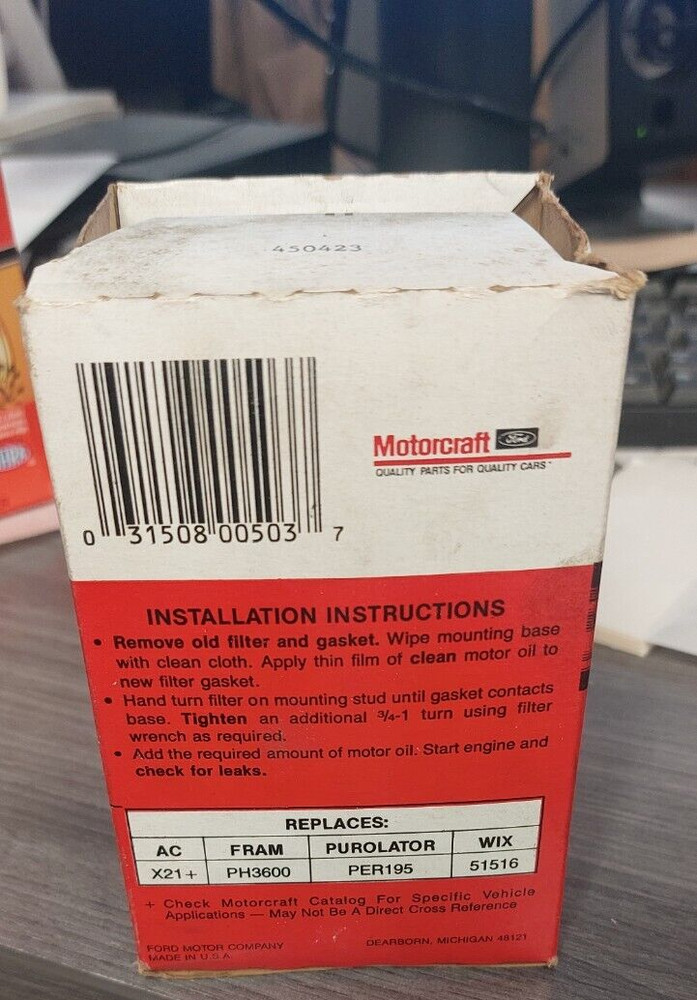 450423
0 31508 00503 7
Motorcraft Ford
QUALITY PARTS FOR QUALITY CARS
INSTALLATION INSTRUCTIONS
• Remove old filter and gasket. Wipe mounting base
with clean cloth. Apply thin film of clean motor oil to
new filter gasket.
• Hand turn filter on mounting stud until gasket contacts
base. Tighten an additional ¾-1 turn using filter
wrench as required.
• Add the required amount of motor oil. Start engine and
check for leaks.
REPLACES:
AC FRAM PUROLATOR WIX
X21+ PH3600 PER195 51516
+ Check Motorcraft Catalog For Specific Vehicle
Applications — May Not Be A Direct Cross Reference
FORD MOTOR COMPANY DEARBORN, MICHIGAN 48121
MADE IN U.S.A.